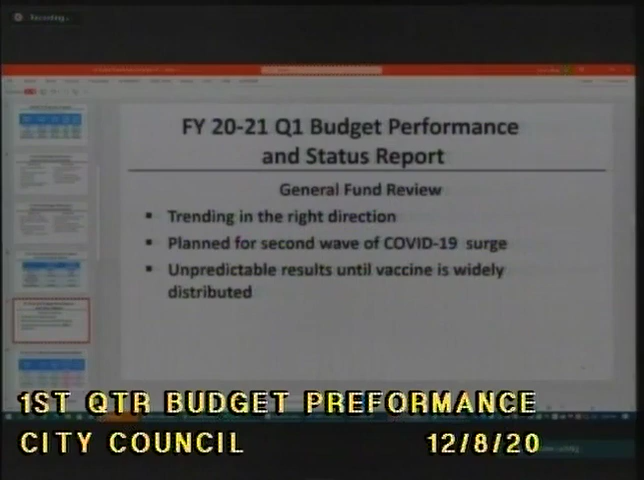 Recording...
FY 20-21 Q1 Budget Performance
and Status Report
General Fund Review
▪ Trending in the right direction
▪ Planned for second wave of COVID-19 surge
▪ Unpredictable results until vaccine is widely
distributed
1ST QTR BUDGET PREFORMANCE
CITY COUNCIL 12/8/20